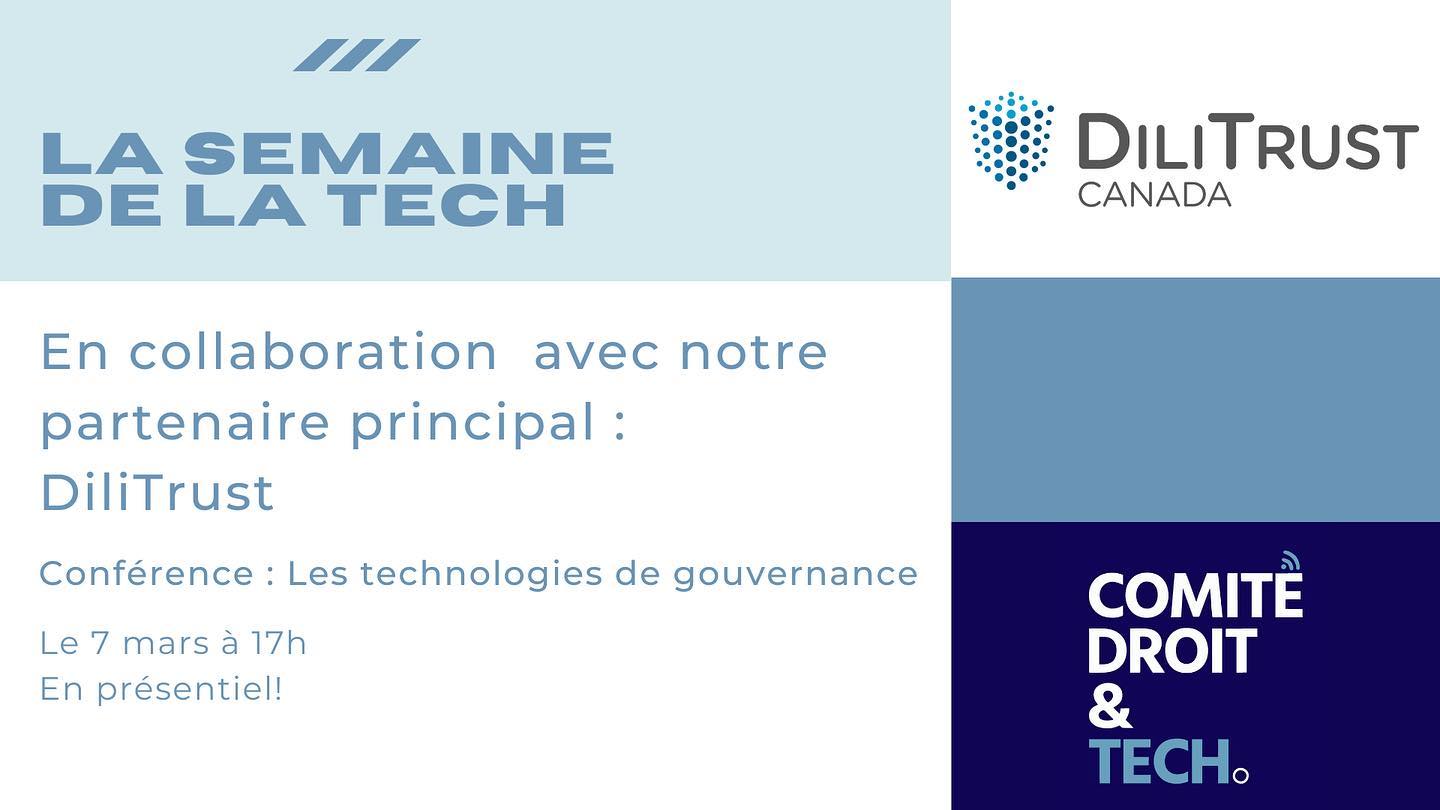 LA SEMAINE
DE LA TECH
En collaboration  avec notre
partenaire principal :
DiliTrust
Conférence : Les technologies de gouvernance
Le 7 mars à 17h
En présentiel!
DILITRUST
CANADA
COMITÉ
DROIT
&
TECH